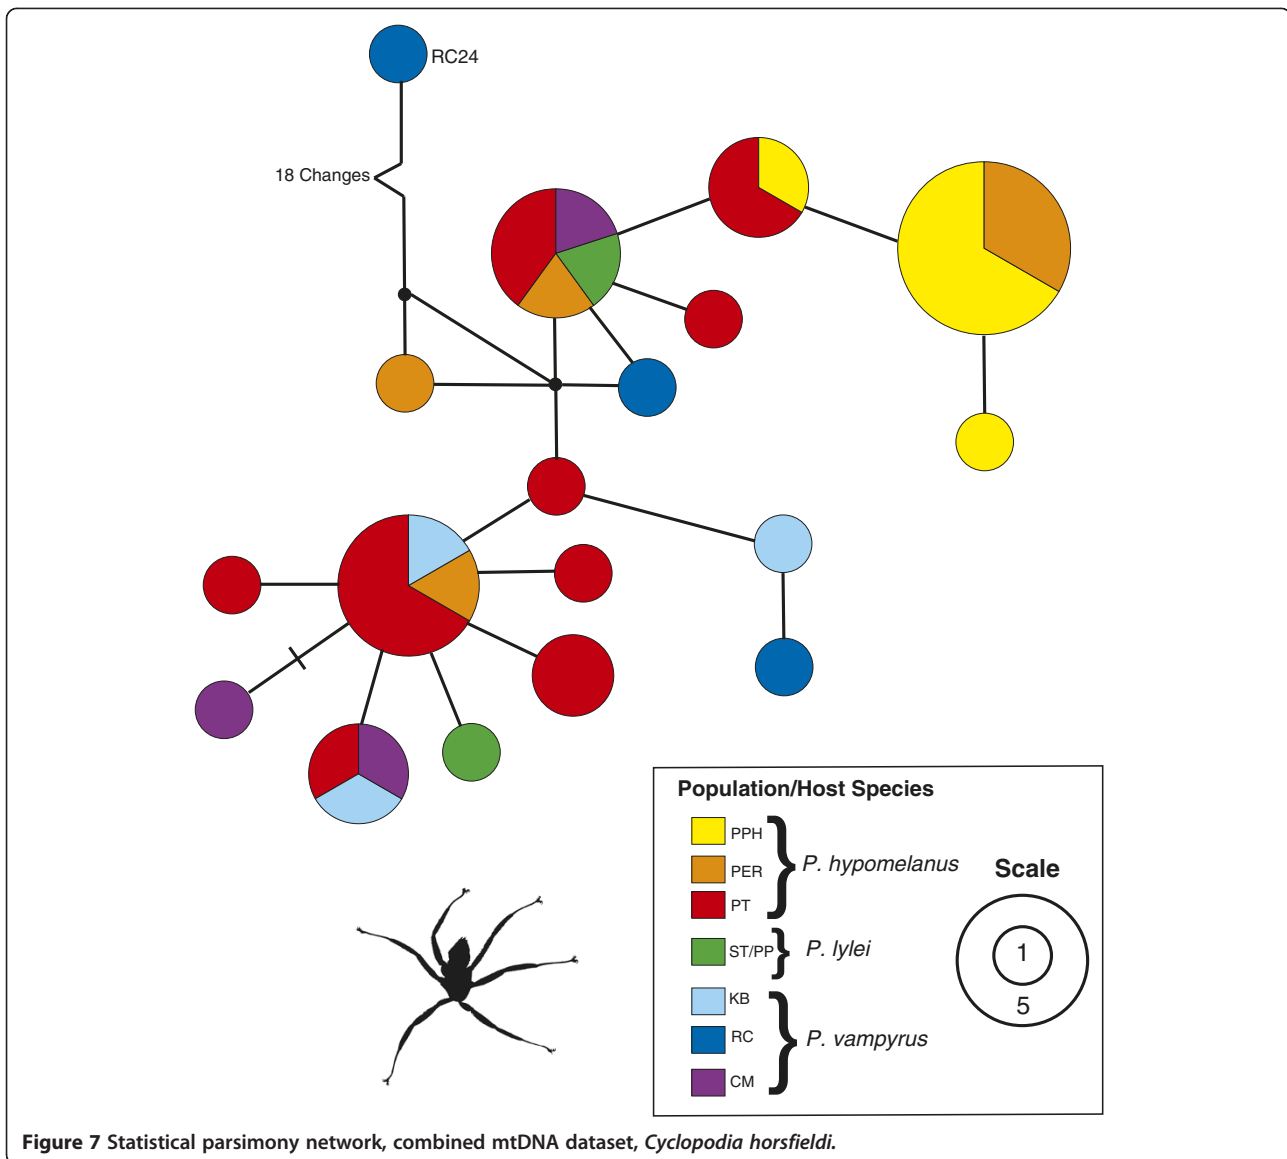 RC24
18 Changes
Population/Host Species
PPH
PER
PT
P. hypomelanus
ST/PP
P. lylei
KB
RC
CM
P. vampyrus
Scale
1
5
Figure 7 Statistical parsimony network, combined mtDNA dataset, Cyclopodia horsfieldi.